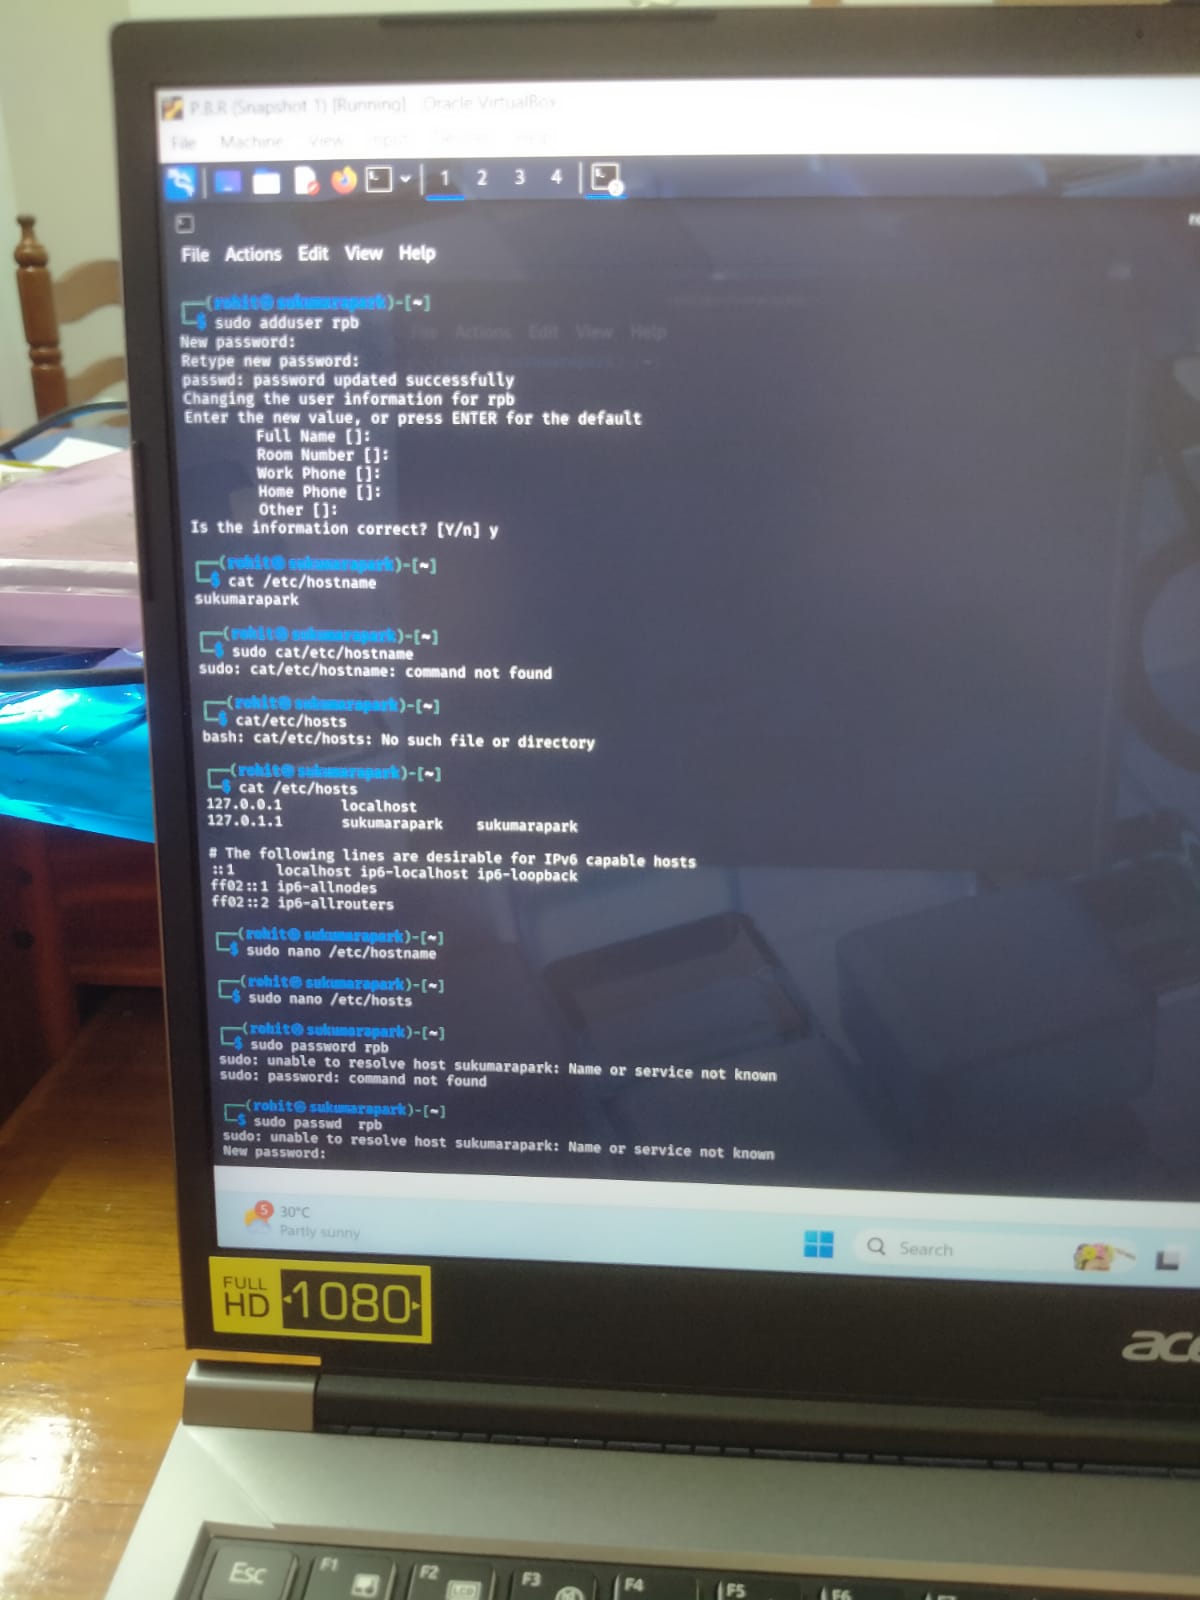 P.B.R (Snapshot 1) [Running] - Oracle VirtualBox
File Machine View Input Help
1 2 3 4
File Actions Edit View Help
File Actions Edit View Help
┌──(rohit㉿sukumarapark)-[~]
└─$ sudo adduser rpb
New password:
Retype new password:
passwd: password updated successfully
Changing the user information for rpb
Enter the new value, or press ENTER for the default
Full Name []:
Room Number []:
Work Phone []:
Home Phone []:
Other []:
Is the information correct? [Y/n] y
┌──(rohit㉿sukumarapark)-[~]
└─$ cat /etc/hostname
sukumarapark
┌──(rohit㉿sukumarapark)-[~]
└─$ sudo cat/etc/hostname
sudo: cat/etc/hostname: command not found
┌──(rohit㉿sukumarapark)-[~]
└─$ cat/etc/hosts
bash: cat/etc/hosts: No such file or directory
┌──(rohit㉿sukumarapark)-[~]
└─$ cat /etc/hosts
127.0.0.1 localhost
127.0.1.1 sukumarapark sukumarapark
# The following lines are desirable for IPv6 capable hosts
::1 localhost ip6-localhost ip6-loopback
ff02::1 ip6-allnodes
ff02::2 ip6-allrouters
┌──(rohit㉿sukumarapark)-[~]
└─$ sudo nano /etc/hostname
┌──(rohit㉿sukumarapark)-[~]
└─$ sudo nano /etc/hosts
┌──(rohit㉿sukumarapark)-[~]
└─$ sudo password rpb
sudo: unable to resolve host sukumarapark: Name or service not known
sudo: password: command not found
┌──(rohit㉿sukumarapark)-[~]
└─$ sudo passwd  rpb
sudo: unable to resolve host sukumarapark: Name or service not known
New password:
5
30°C
Partly sunny
Search
FULL HD 1080
Esc F1 F2 F3 F4 F5 F6